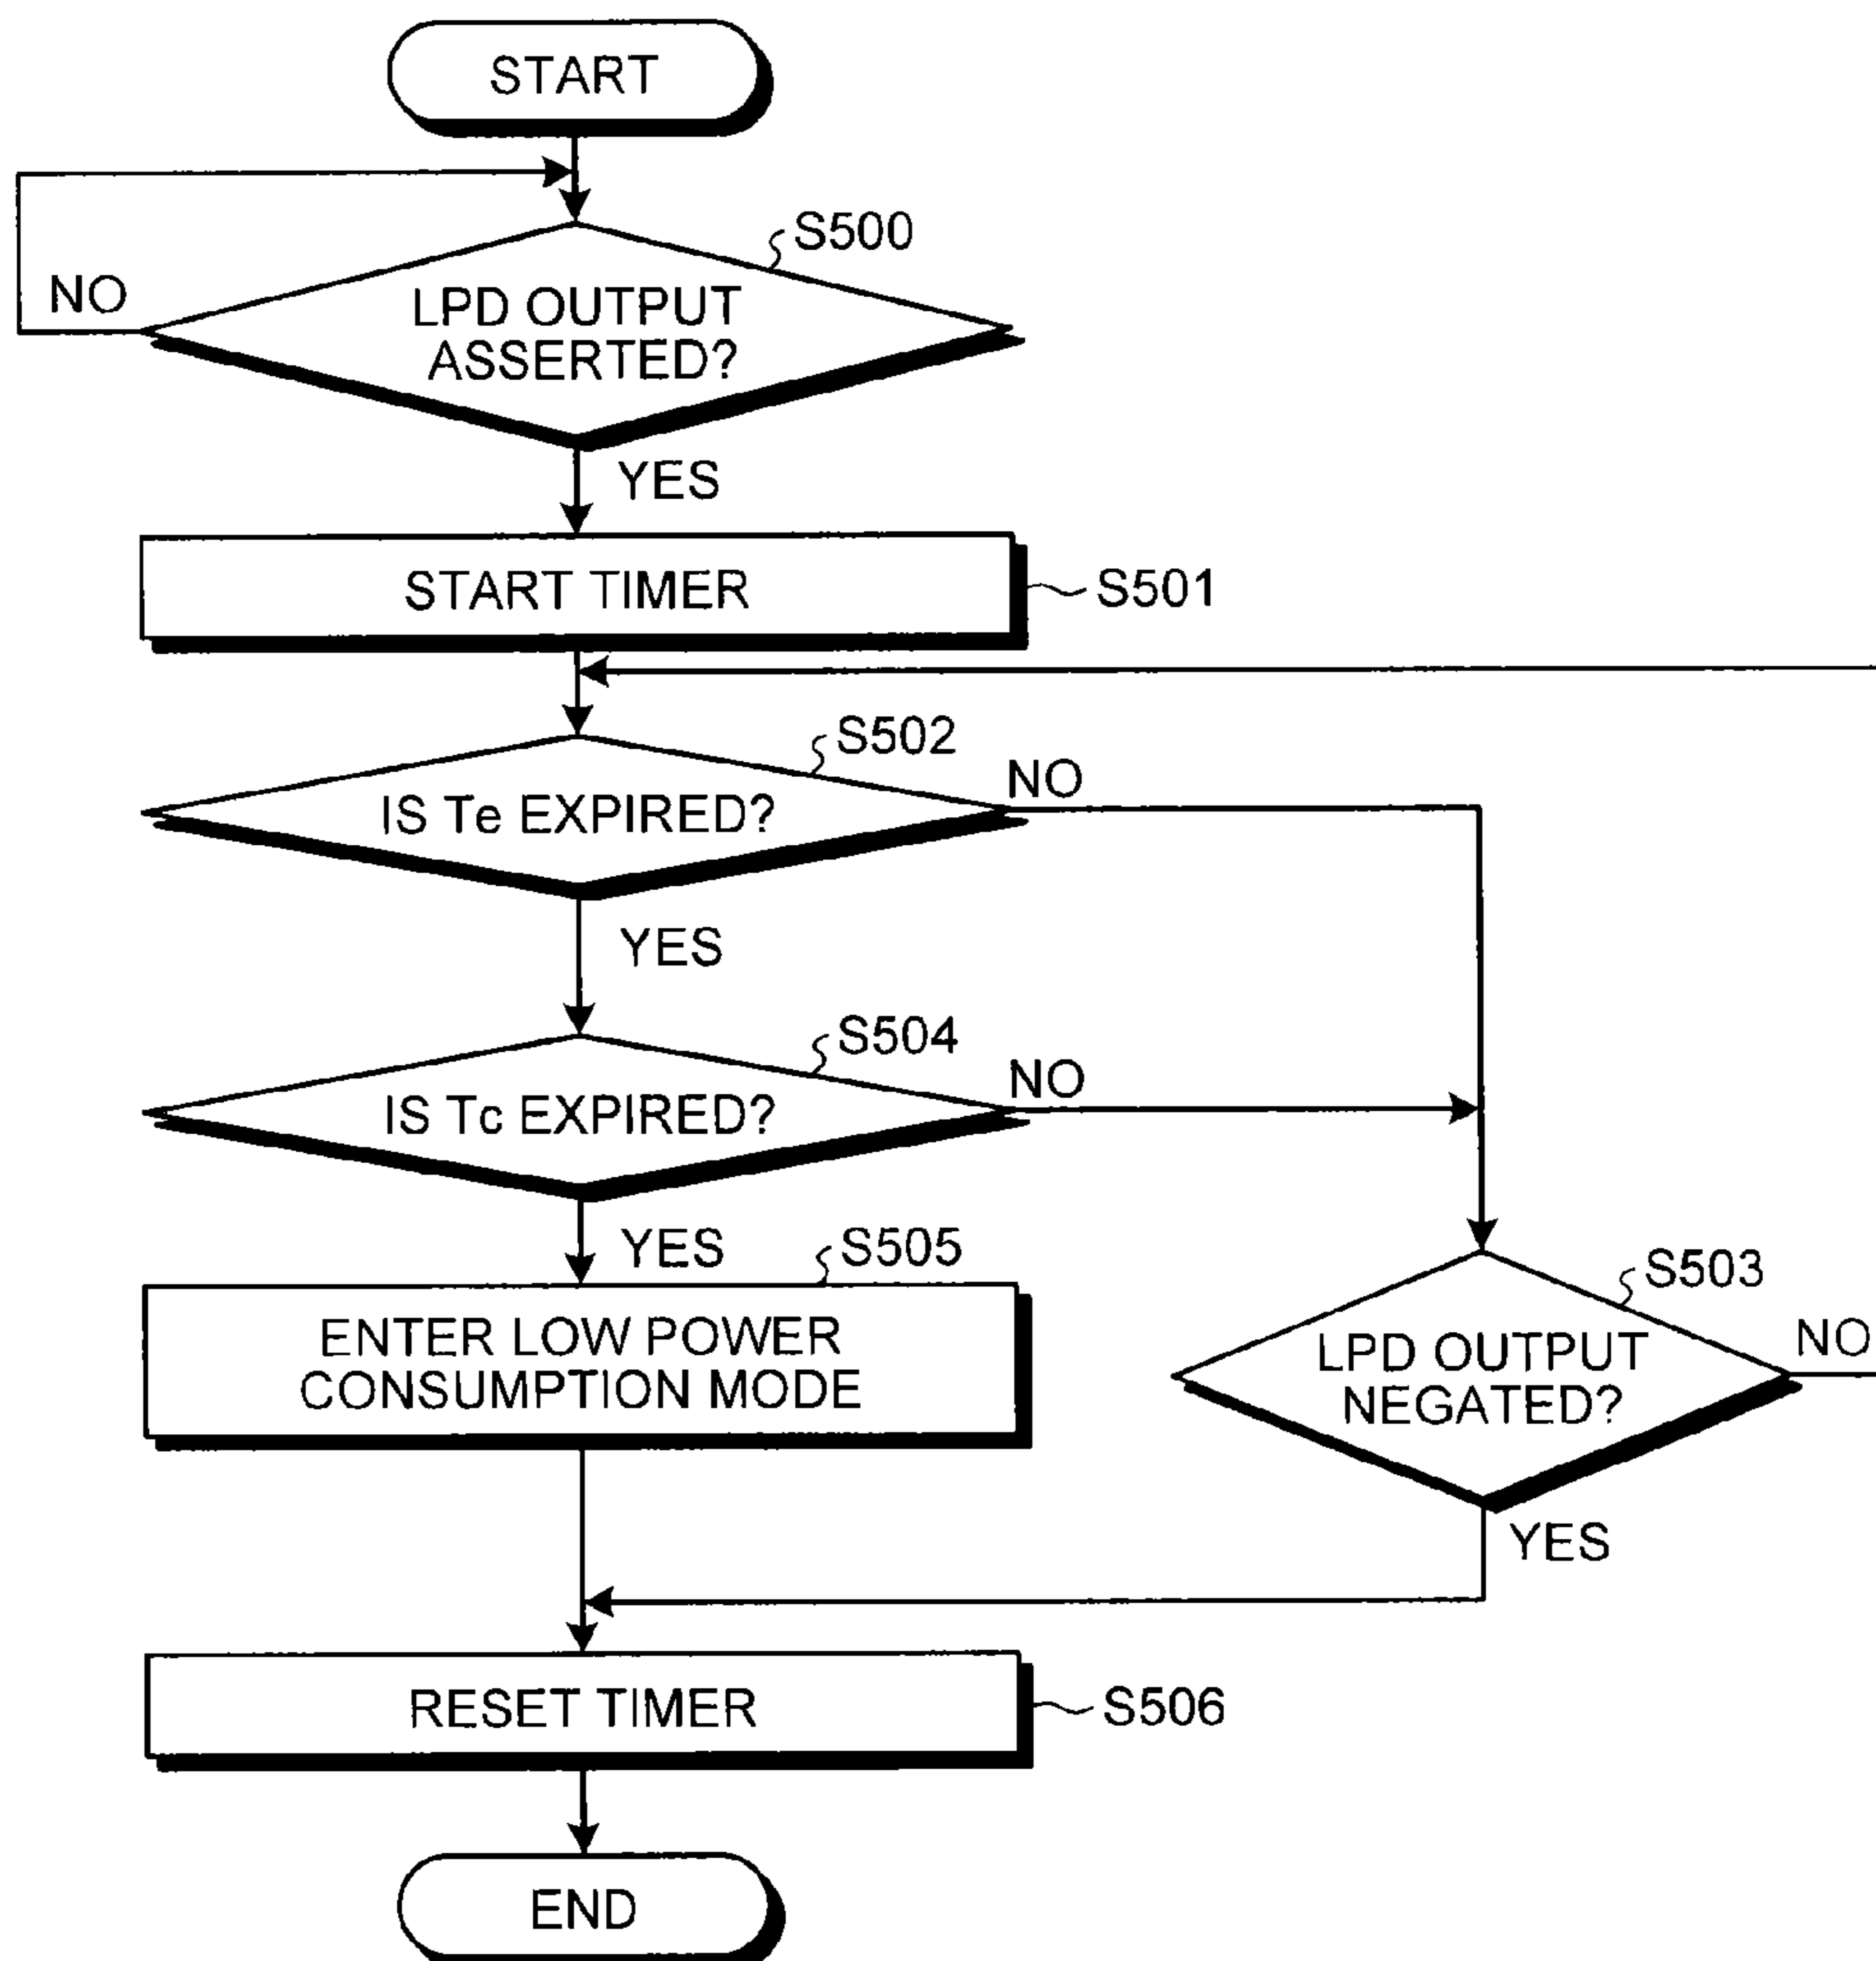 START
S500
NO
LPD OUTPUT
ASSERTED?
YES
START TIMER
S501
S502
NO
IS Te EXPIRED?
YES
S504
NO
IS Tc EXPIRED?
YES
S505
ENTER LOW POWER
CONSUMPTION MODE
S503
NO
LPD OUTPUT
NEGATED?
YES
RESET TIMER
S506
END